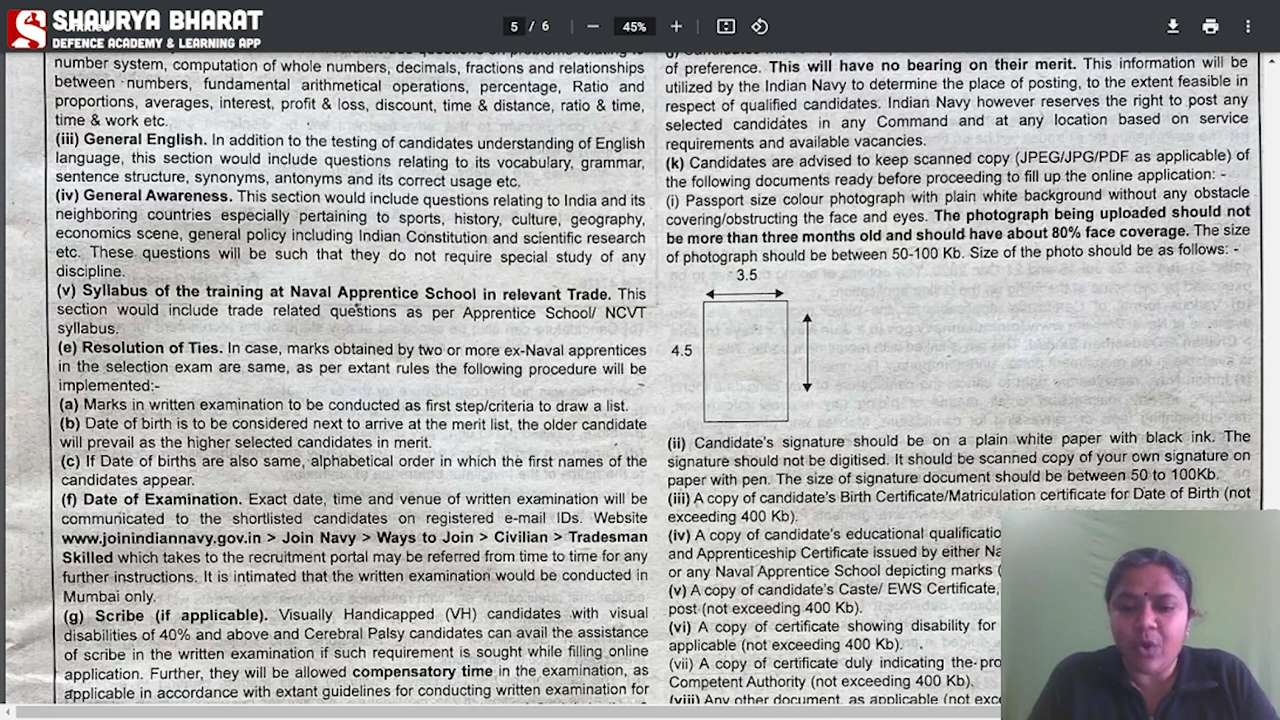 SHAURYA BHARAT
DEFENCE ACADEMY & LEARNING APP
5 / 6
45%
number system, computation of whole numbers, decimals, fractions and relationships
between numbers, fundamental arithmetical operations, percentage, Ratio and
proportions, averages, interest, profit & loss, discount, time & distance, ratio & time,
time & work etc.
(iii) General English. In addition to the testing of candidates understanding of English
language, this section would include questions relating to its vocabulary, grammar,
sentence structure, synonyms, antonyms and its correct usage etc.
(iv) General Awareness. This section would include questions relating to India and its
neighboring countries especially pertaining to sports, history, culture, geography,
economics scene, general policy including Indian Constitution and scientific research
etc. These questions will be such that they do not require special study of any
discipline.
(v) Syllabus of the training at Naval Apprentice School in relevant Trade. This
section would include trade related questions as per Apprentice School/ NCVT
syllabus.
(e) Resolution of Ties. In case, marks obtained by two or more ex-Naval apprentices
in the selection exam are same, as per extant rules the following procedure will be
implemented:-
(a) Marks in written examination to be conducted as first step/criteria to draw a list.
(b) Date of birth is to be considered next to arrive at the merit list, the older candidate
will prevail as the higher selected candidates in merit.
(c) If Date of births are also same, alphabetical order in which the first names of the
candidates appear.
(f) Date of Examination. Exact date, time and venue of written examination will be
communicated to the shortlisted candidates on registered e-mail IDs. Website
www.joinindiannavy.gov.in > Join Navy > Ways to Join > Civilian > Tradesman
Skilled which takes to the recruitment portal may be referred from time to time for any
further instructions. It is intimated that the written examination would be conducted in
Mumbai only.
(g) Scribe (if applicable). Visually Handicapped (VH) candidates with visual
disabilities of 40% and above and Cerebral Palsy candidates can avail the assistance
of scribe in the written examination if such requirement is sought while filling online
application. Further, they will be allowed compensatory time in the examination, as
applicable in accordance with extant guidelines for conducting written examination for
of preference. This will have no bearing on their merit. This information will be
utilized by the Indian Navy to determine the place of posting, to the extent feasible in
respect of qualified candidates. Indian Navy however reserves the right to post any
selected candidates in any Command and at any location based on service
requirements and available vacancies.
(k) Candidates are advised to keep scanned copy (JPEG/JPG/PDF as applicable) of
the following documents ready before proceeding to fill up the online application: -
(i) Passport size colour photograph with plain white background without any obstacle
covering/obstructing the face and eyes. The photograph being uploaded should not
be more than three months old and should have about 80% face coverage. The size
of photograph should be between 50-100 Kb. Size of the photo should be as follows: -
3.5
4.5
(ii) Candidate's signature should be on a plain white paper with black ink. The
signature should not be digitised. It should be scanned copy of your own signature on
paper with pen. The size of signature document should be between 50 to 100Kb.
(iii) A copy of candidate's Birth Certificate/Matriculation certificate for Date of Birth (not
exceeding 400 Kb).
(iv) A copy of candidate's educational qualificatio
and Apprenticeship Certificate issued by either Na
or any Naval Apprentice School depicting marks (
(v) A copy of candidate's Caste/ EWS Certificate,
post (not exceeding 400 Kb).
(vi) A copy of certificate showing disability for
applicable (not exceeding 400 Kb).
(vii) A copy of certificate duly indicating the pro
Competent Authority (not exceeding 400 Kb).
(viii) Any other document, as applicable (not exce